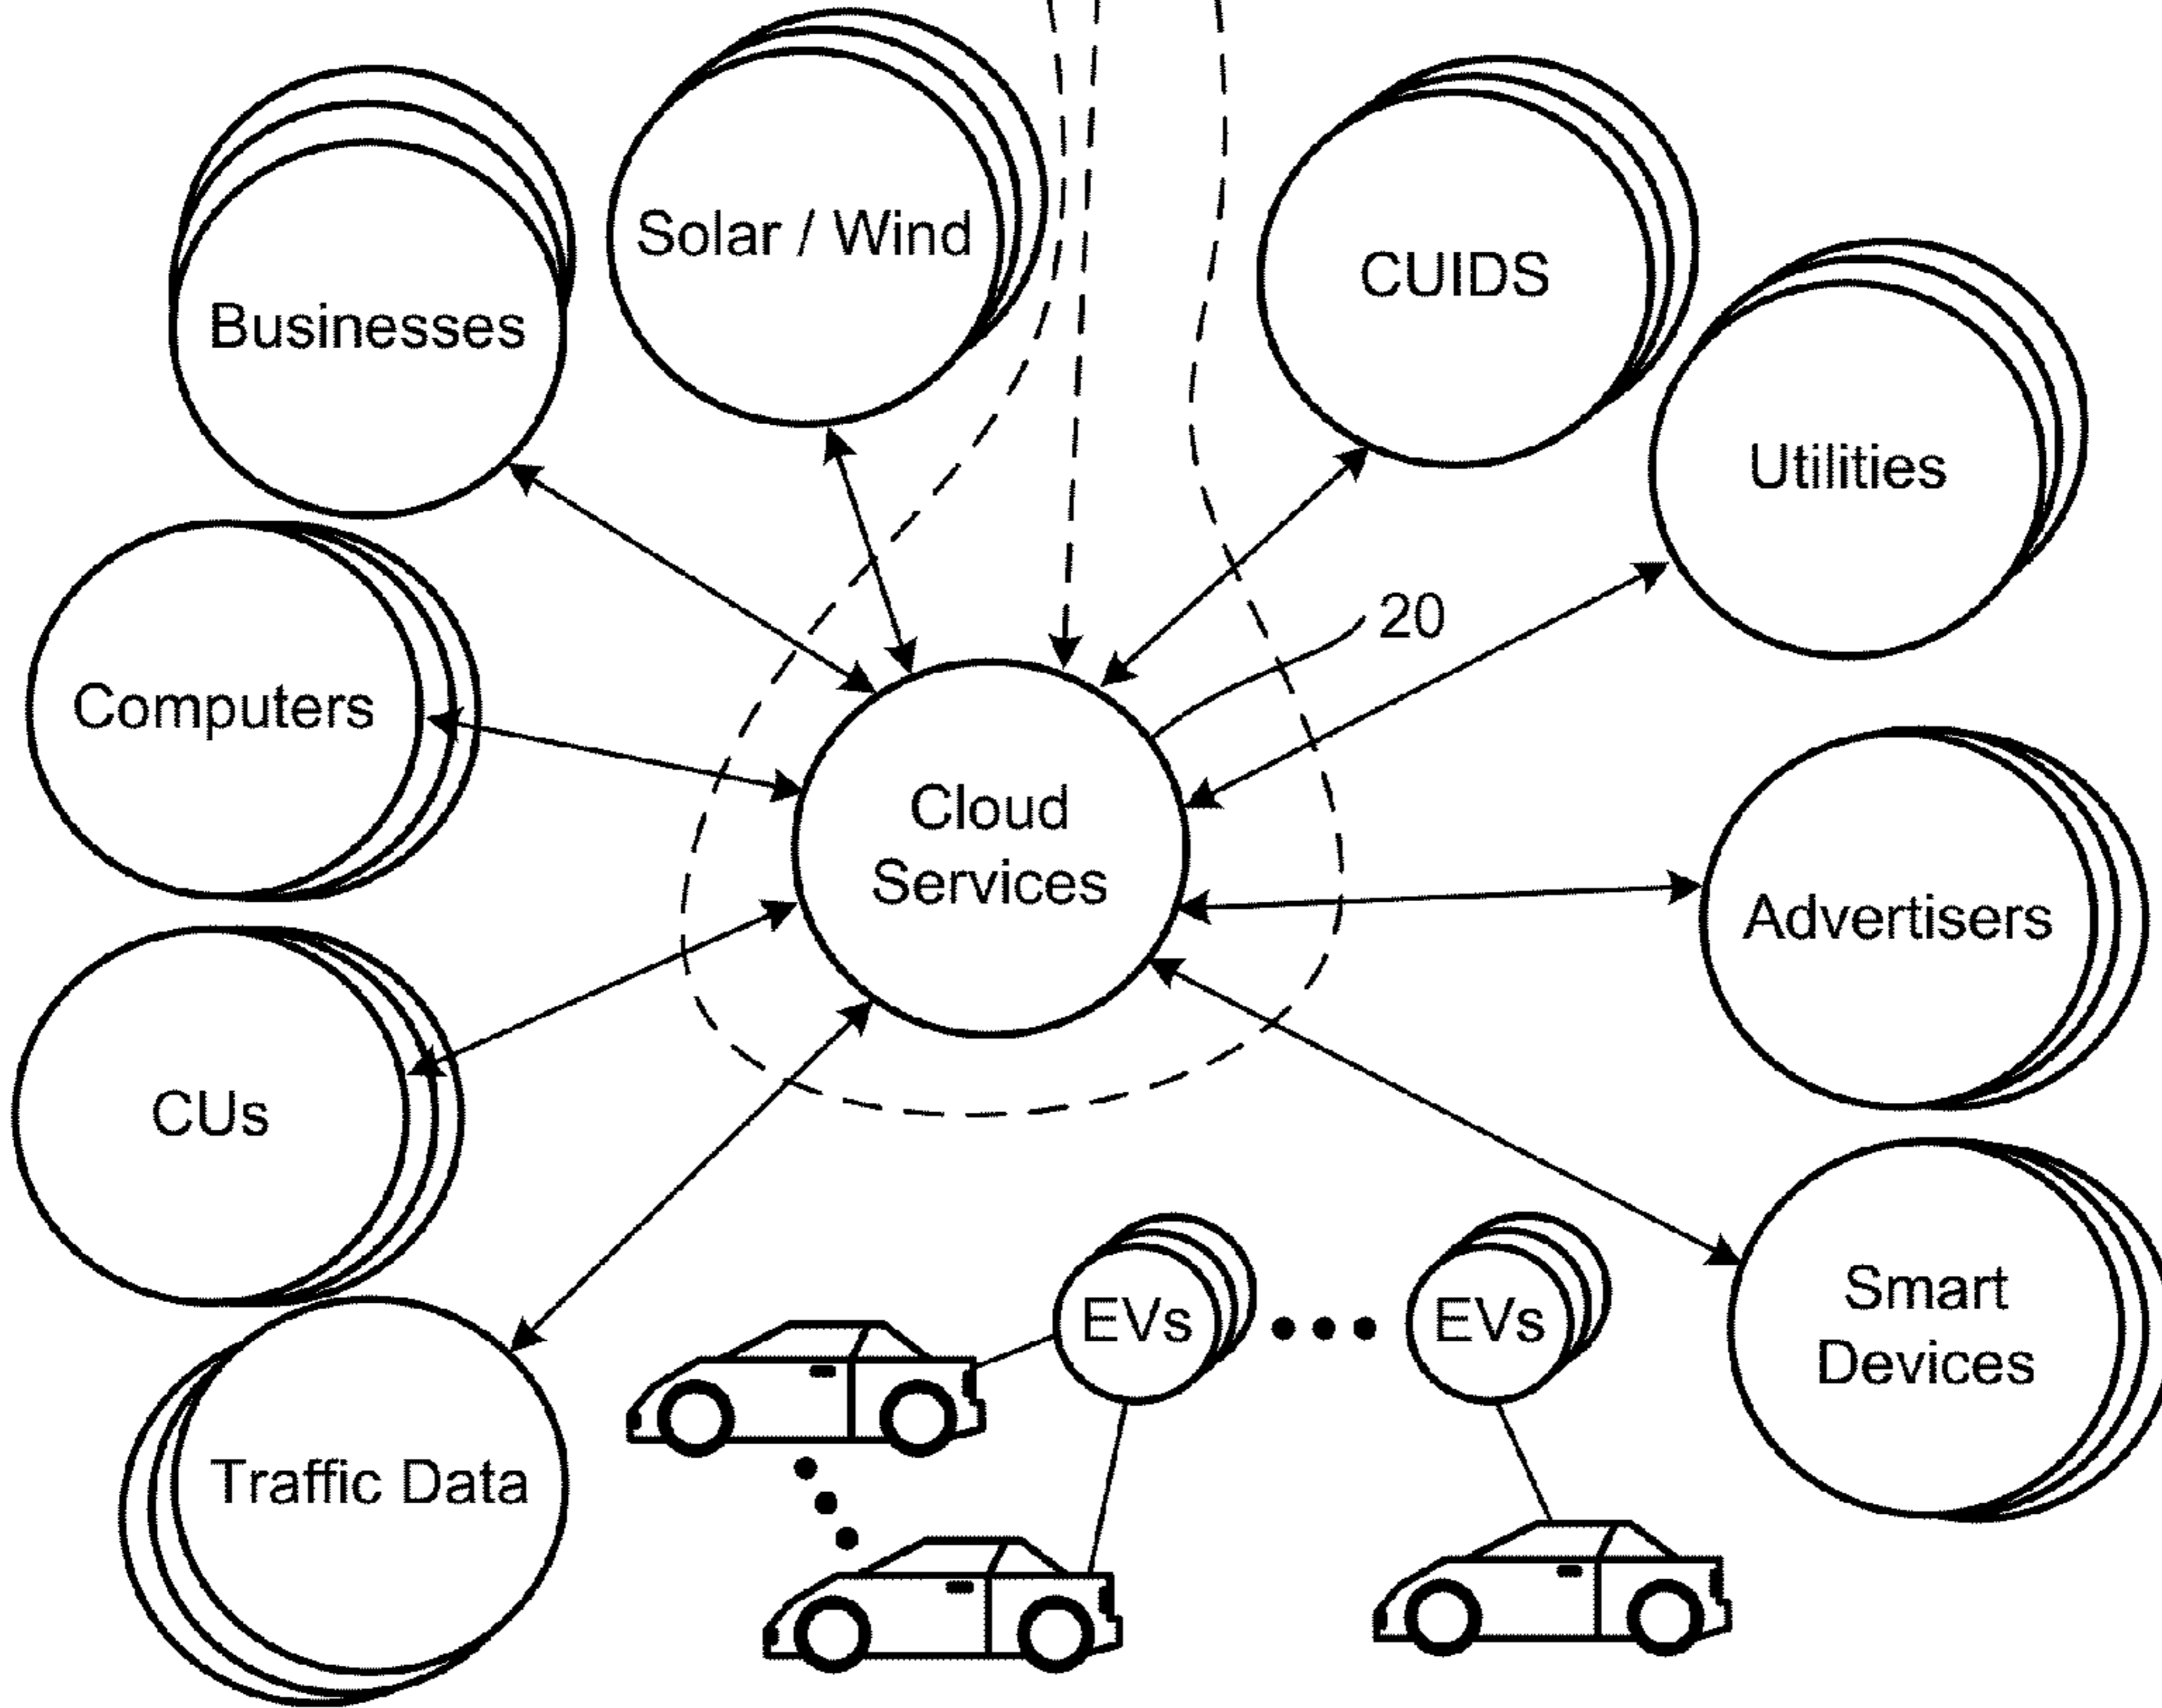 Solar / Wind
CUIDS
Businesses
Utilities
20
Computers
Cloud
Services
Advertisers
CUs
EVs
EVs
Smart
Devices
Traffic Data